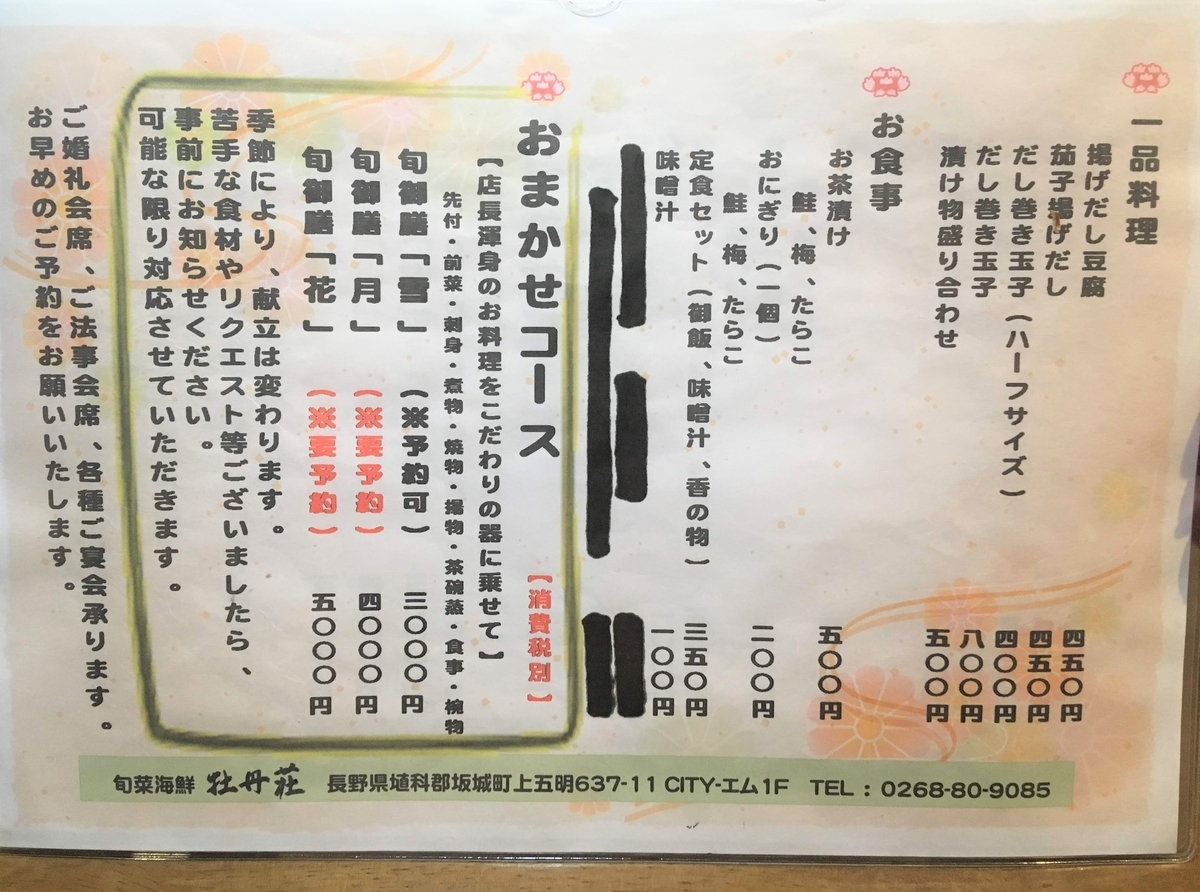 一品料理
揚げだし豆腐 四五〇円
茄子揚げだし 四五〇円
だし巻き玉子（ハーフサイズ） 四〇〇円
だし巻き玉子 八〇〇円
漬け物盛り合わせ 五〇〇円
お食事
お茶漬け 五〇〇円
鮭、梅、たらこ
おにぎり（一個） 二〇〇円
鮭、梅、たらこ
定食セット（御飯、味噌汁、香の物） 三五〇円
味噌汁 一〇〇円
おまかせコース 【消費税別】
【店長渾身のお料理をこだわりの器に乗せて】
先付・前菜・刺身・煮物・焼物・揚物・茶碗蒸・食事・椀物
旬御膳「雪」（※予約可） 三〇〇〇円
旬御膳「月」（※要予約） 四〇〇〇円
旬御膳「花」（※要予約） 五〇〇〇円
季節により、献立は変わります。
苦手な食材やリクエスト等ございましたら、
事前にお知らせください。
可能な限り対応させていただきます。
ご婚礼会席、ご法事会席、各種ご宴会承ります。
お早めのご予約をお願いいたします。
旬菜海鮮 牡丹荘 長野県埴科郡坂城町上五明637-11 CITY-エム1F TEL : 0268-80-9085